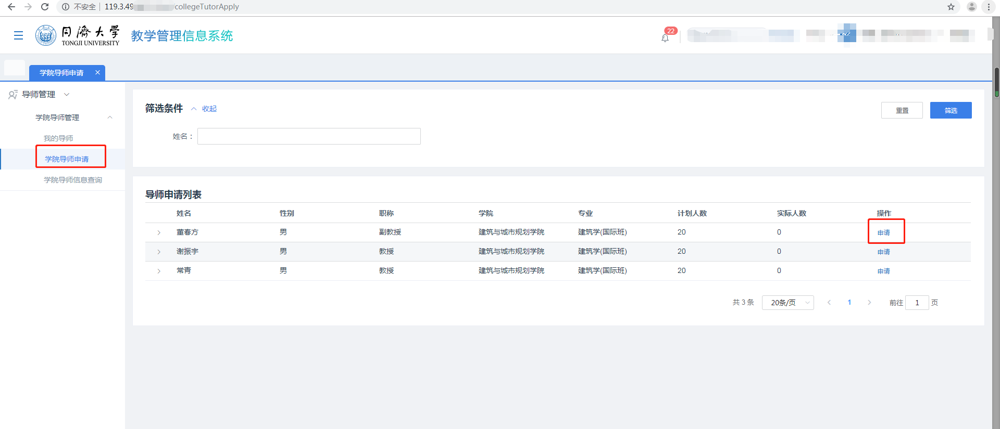 不安全 119.3.49 /collegeTutorApply
同濟大學
TONGJI UNIVERSITY
教学管理信息系统
22
学院导师申请
导师管理
学院导师管理
我的导师
学院导师申请
学院导师信息查询
筛选条件 收起
重置 筛选
姓名：
导师申请列表
姓名 性别 职称 学院 专业 计划人数 实际人数 操作
董春方 男 副教授 建筑与城市规划学院 建筑学(国际班) 20 0 申请
谢振宇 男 教授 建筑与城市规划学院 建筑学(国际班) 20 0 申请
常青 男 教授 建筑与城市规划学院 建筑学(国际班) 20 0 申请
共 3 条 20条/页 1 前往 1 页